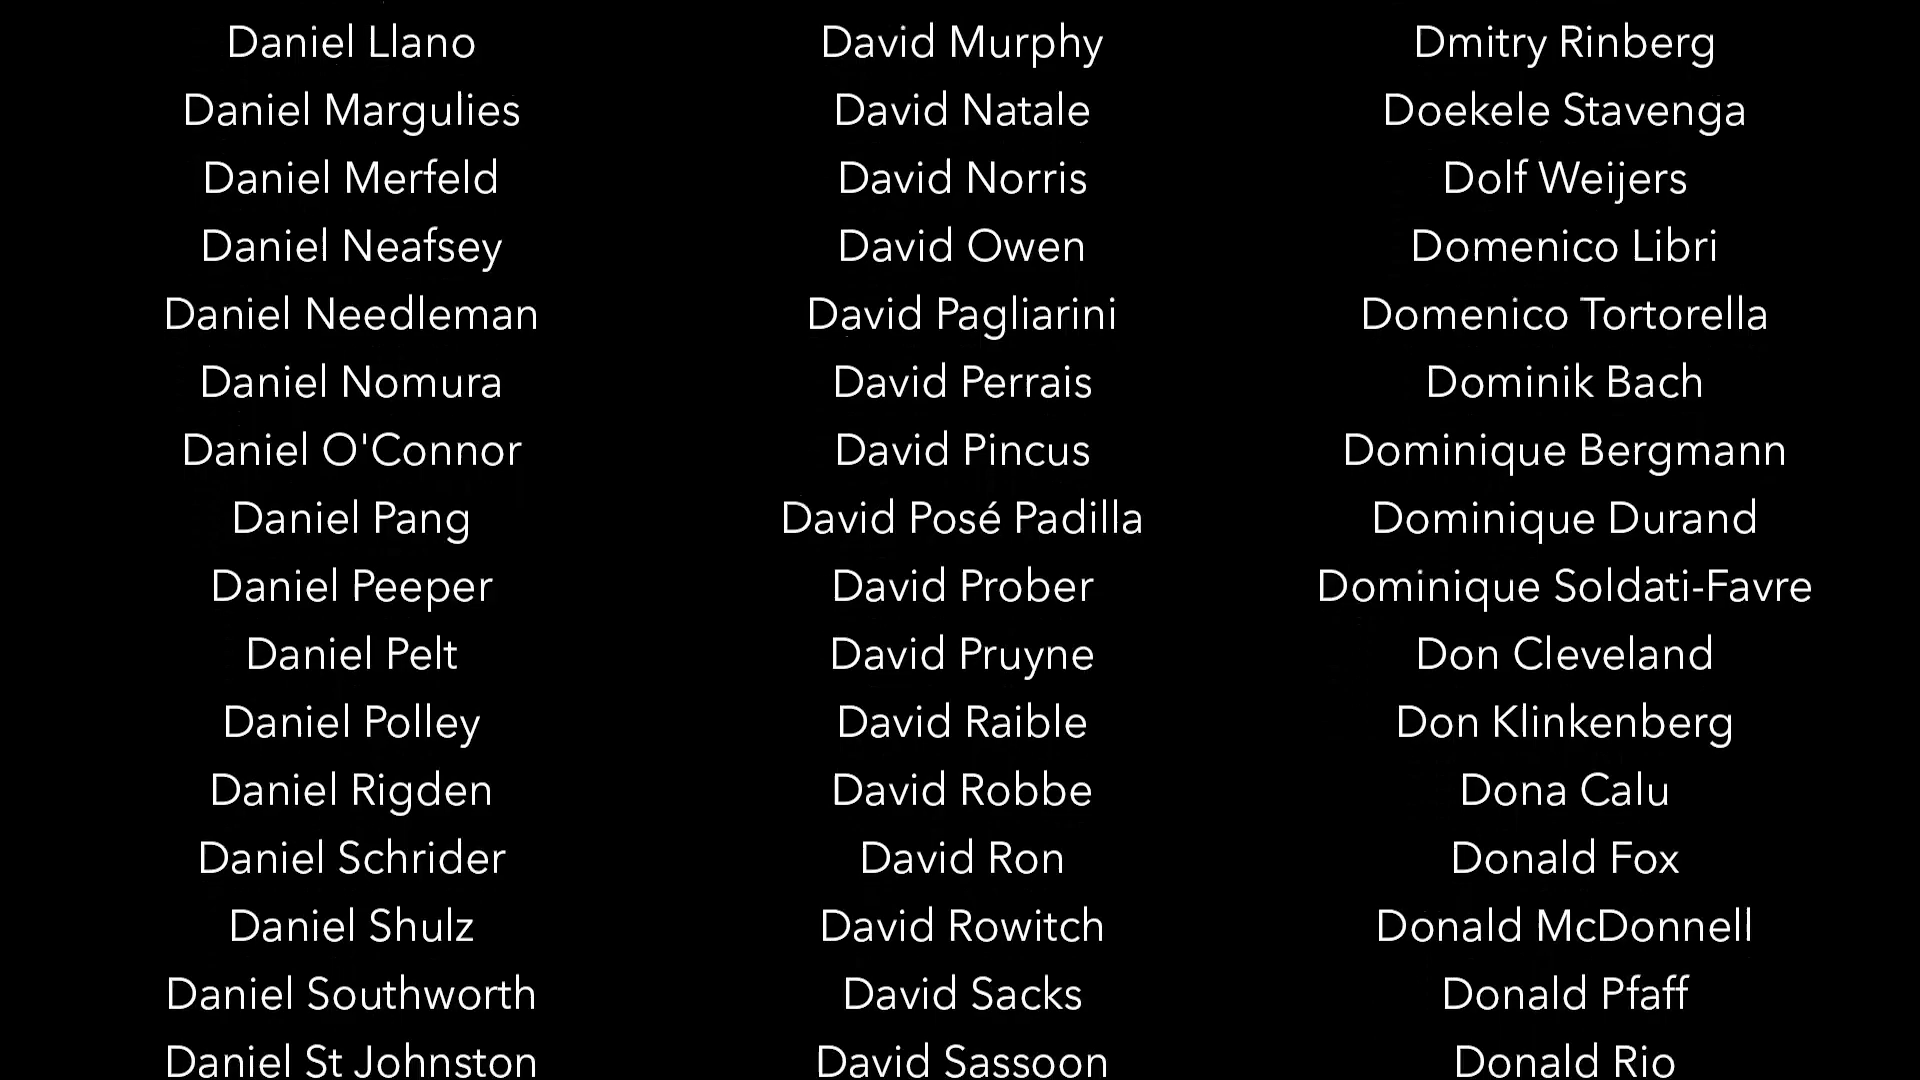 Daniel Llano
Daniel Margulies
Daniel Merfeld
Daniel Neafsey
Daniel Needleman
Daniel Nomura
Daniel O'Connor
Daniel Pang
Daniel Peeper
Daniel Pelt
Daniel Polley
Daniel Rigden
Daniel Schrider
Daniel Shulz
Daniel Southworth
Daniel St Johnston
David Murphy
David Natale
David Norris
David Owen
David Pagliarini
David Perrais
David Pincus
David Posé Padilla
David Prober
David Pruyne
David Raible
David Robbe
David Ron
David Rowitch
David Sacks
David Sassoon
Dmitry Rinberg
Doekele Stavenga
Dolf Weijers
Domenico Libri
Domenico Tortorella
Dominik Bach
Dominique Bergmann
Dominique Durand
Dominique Soldati-Favre
Don Cleveland
Don Klinkenberg
Dona Calu
Donald Fox
Donald McDonnell
Donald Pfaff
Donald Rio